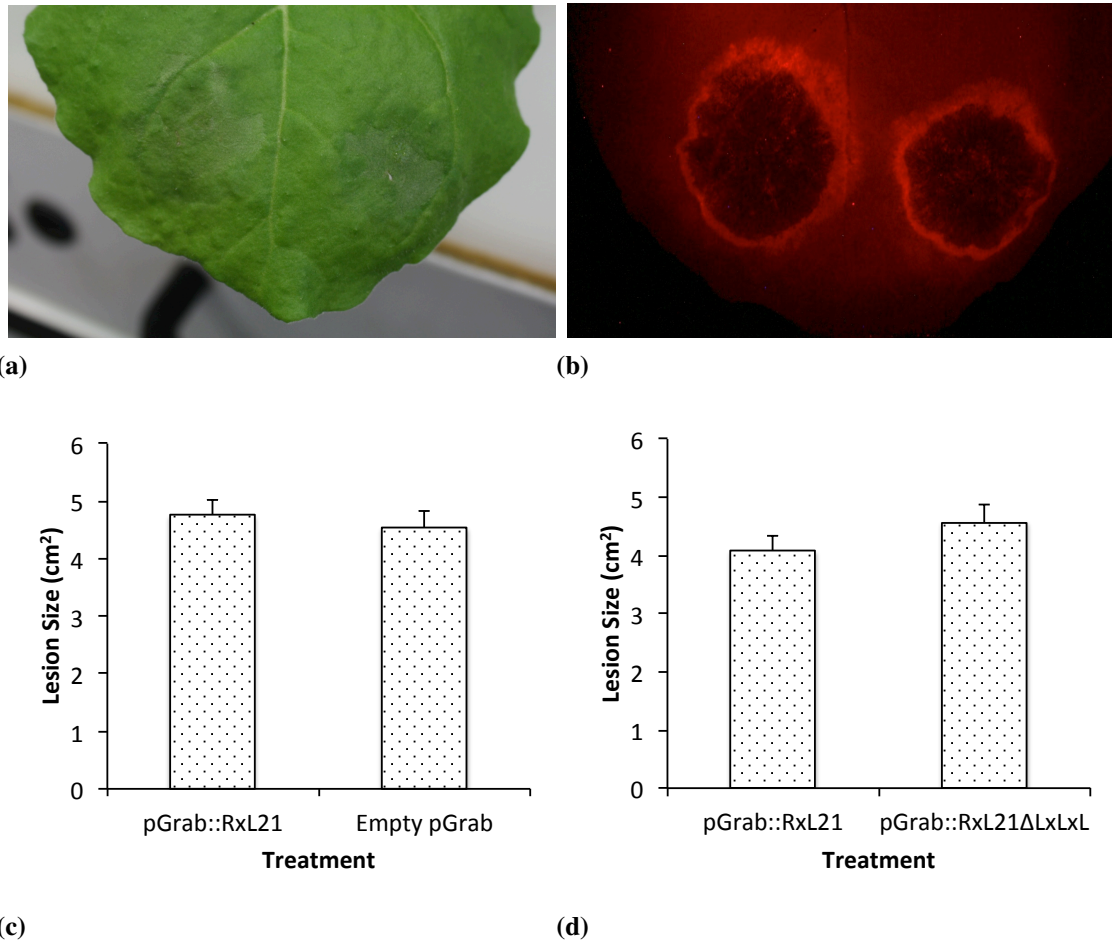 (a)
(b)
6
5
4
3
2
1
0
Lesion Size (cm²)
pGrab::RxL21
Empty pGrab
Treatment
6
5
4
3
2
1
0
Lesion Size (cm²)
pGrab::RxL21
pGrab::RxL21ΔLxLxL
Treatment
(c)
(d)